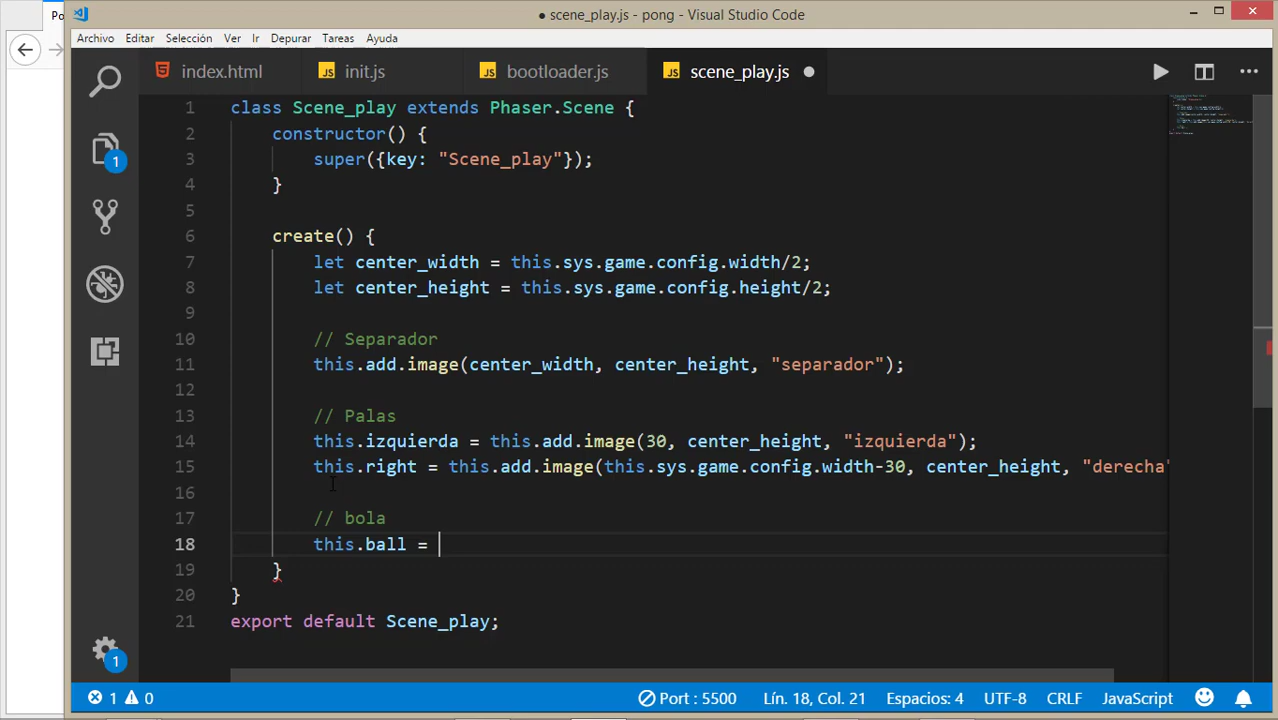 Po
● scene_play.js - pong - Visual Studio Code
Archivo Editar Selección Ver Ir Depurar Tareas Ayuda
index.html JS init.js JS bootloader.js JS scene_play.js
1 class Scene_play extends Phaser.Scene {
2 constructor() {
3 super({key: "Scene_play"});
4 }
5
6 create() {
7 let center_width = this.sys.game.config.width/2;
8 let center_height = this.sys.game.config.height/2;
9
10 // Separador
11 this.add.image(center_width, center_height, "separador");
12
13 // Palas
14 this.izquierda = this.add.image(30, center_height, "izquierda");
15 this.right = this.add.image(this.sys.game.config.width-30, center_height, "derecha"
16
17 // bola
18 this.ball =
19 }
20 }
21 export default Scene_play;
1
1
1 0 Port : 5500 Lín. 18, Col. 21 Espacios: 4 UTF-8 CRLF JavaScript